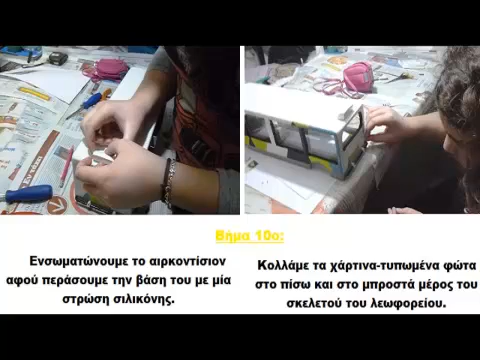 Βήμα 10ο:
Ενσωματώνουμε το αιρκοντίσιον
αφού περάσουμε την βάση του με μία
στρώση σιλικόνης.
Κολλάμε τα χάρτινα-τυπωμένα φώτα
στο πίσω και στο μπροστά μέρος του
σκελετού του λεωφορείου.